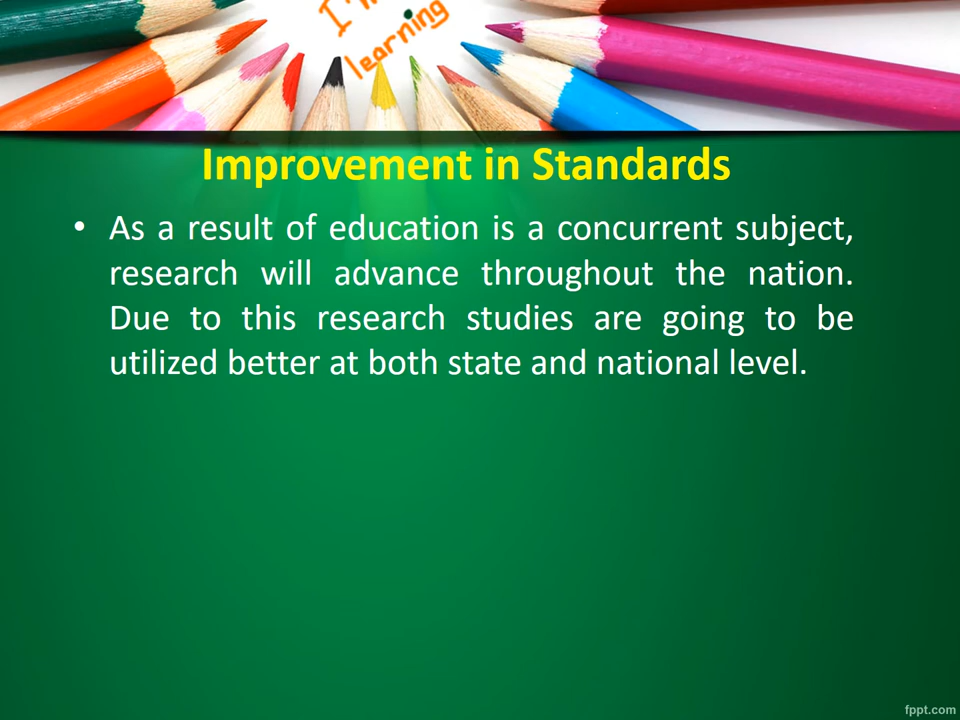 I'm
learning
Improvement in Standards
• As a result of education is a concurrent subject,
research will advance throughout the nation.
Due to this research studies are going to be
utilized better at both state and national level.
fppt.com